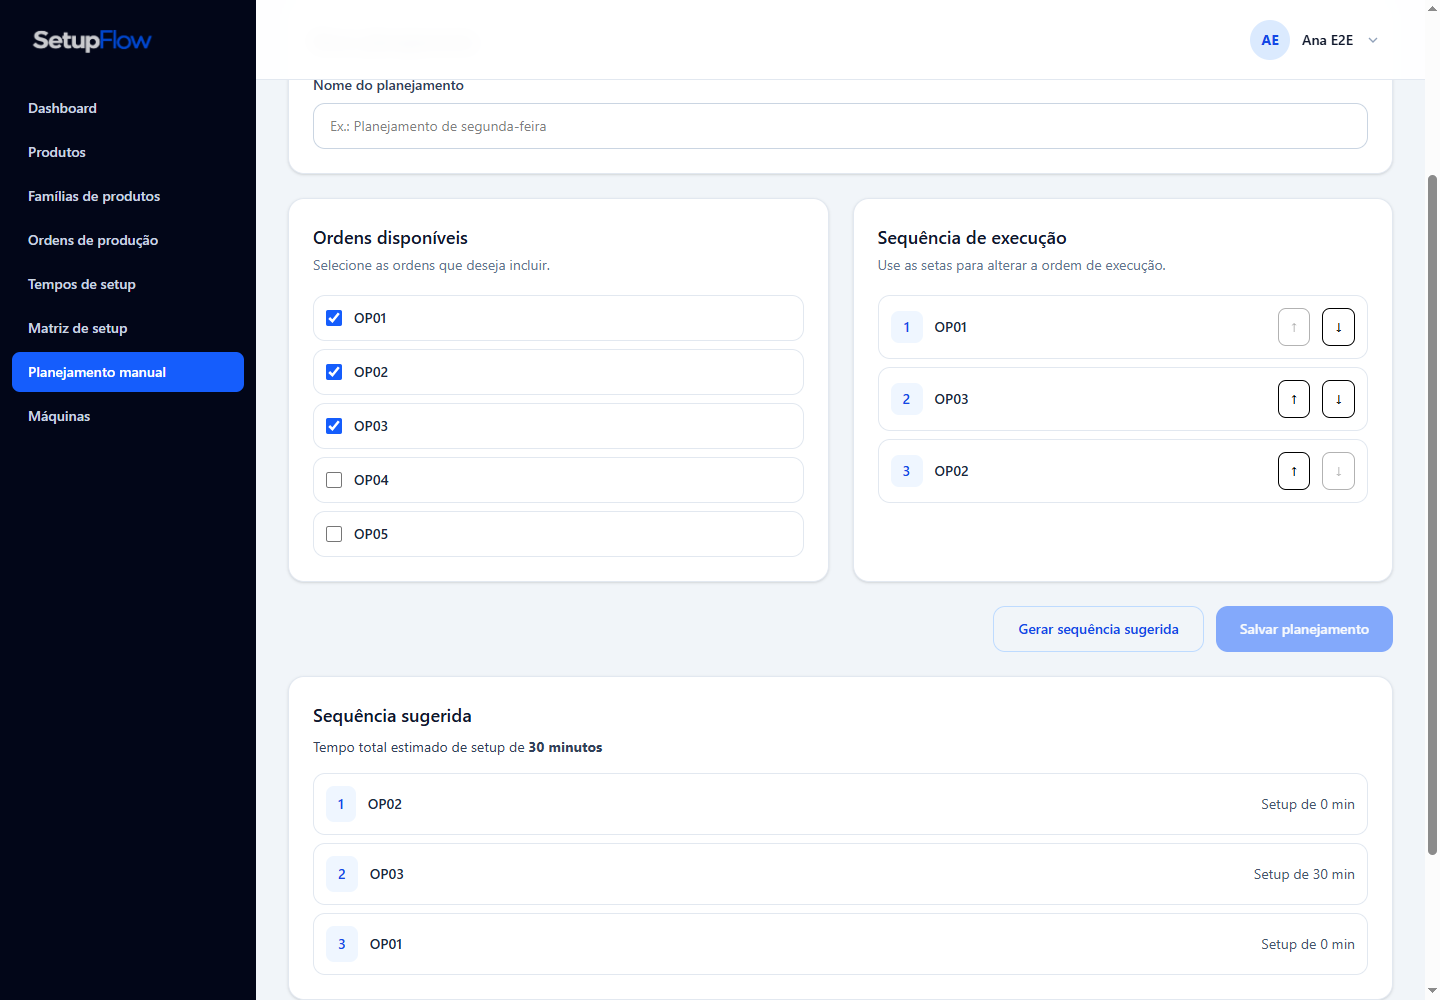 SetupFlow
AE
Ana E2E
Dashboard
Produtos
Famílias de produtos
Ordens de produção
Tempos de setup
Matriz de setup
Planejamento manual
Máquinas
Nome do planejamento
Ex.: Planejamento de segunda-feira
Ordens disponíveis
Selecione as ordens que deseja incluir.
OP01
OP02
OP03
OP04
OP05
Sequência de execução
Use as setas para alterar a ordem de execução.
1 OP01 ↑ ↓
2 OP03 ↑ ↓
3 OP02 ↑ ↓
Gerar sequência sugerida
Salvar planejamento
Sequência sugerida
Tempo total estimado de setup de 30 minutos
1 OP02 Setup de 0 min
2 OP03 Setup de 30 min
3 OP01 Setup de 0 min